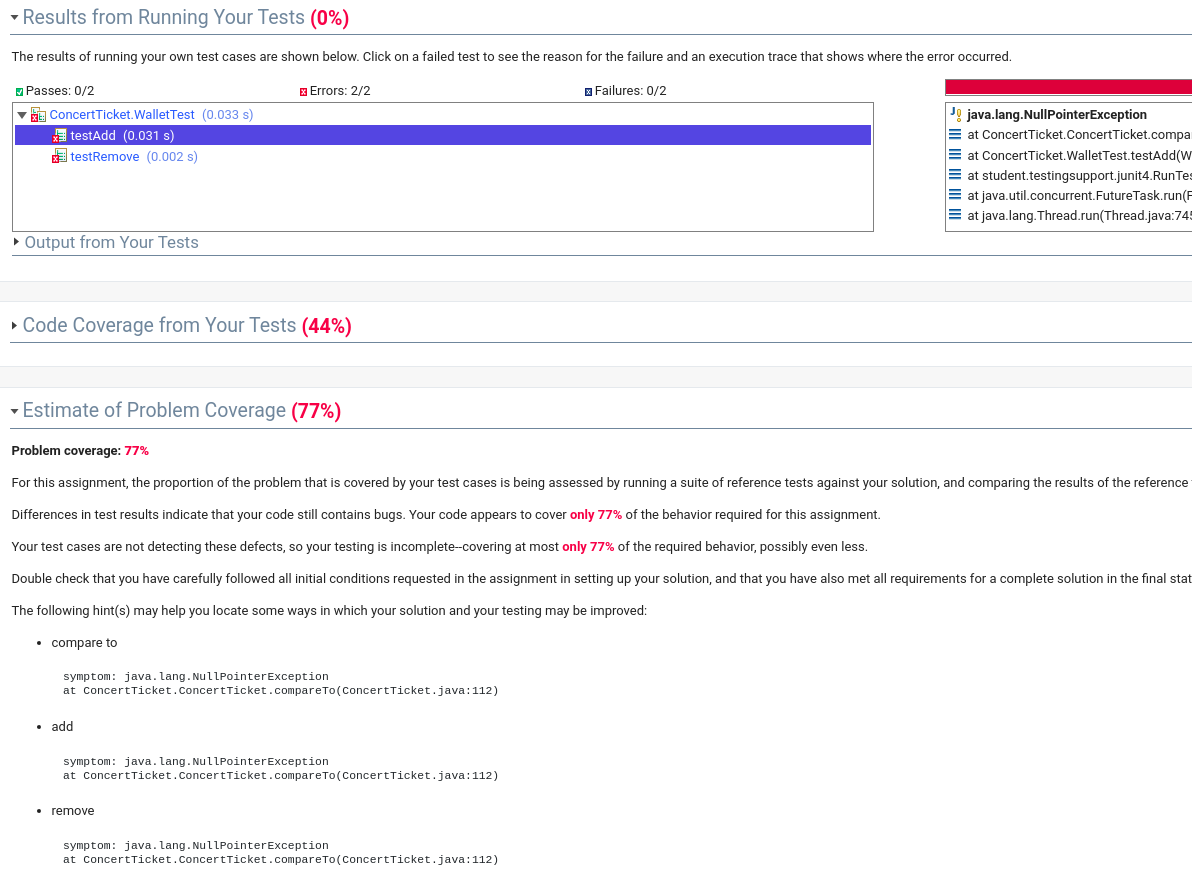 Results from Running Your Tests (0%)
The results of running your own test cases are shown below. Click on a failed test to see the reason for the failure and an execution trace that shows where the error occurred.
Passes: 0/2 Errors: 2/2 Failures: 0/2
ConcertTicket.WalletTest (0.033 s)
testAdd (0.031 s)
testRemove (0.002 s)
java.lang.NullPointerException
at ConcertTicket.ConcertTicket.compa
at ConcertTicket.WalletTest.testAdd(W
at student.testingsupport.junit4.RunTes
at java.util.concurrent.FutureTask.run(F
at java.lang.Thread.run(Thread.java:745
Output from Your Tests
Code Coverage from Your Tests (44%)
Estimate of Problem Coverage (77%)
Problem coverage: 77%
For this assignment, the proportion of the problem that is covered by your test cases is being assessed by running a suite of reference tests against your solution, and comparing the results of the reference
Differences in test results indicate that your code still contains bugs. Your code appears to cover only 77% of the behavior required for this assignment.
Your test cases are not detecting these defects, so your testing is incomplete--covering at most only 77% of the required behavior, possibly even less.
Double check that you have carefully followed all initial conditions requested in the assignment in setting up your solution, and that you have also met all requirements for a complete solution in the final stat
The following hint(s) may help you locate some ways in which your solution and your testing may be improved:
• compare to
symptom: java.lang.NullPointerException
at ConcertTicket.ConcertTicket.compareTo(ConcertTicket.java:112)
• add
symptom: java.lang.NullPointerException
at ConcertTicket.ConcertTicket.compareTo(ConcertTicket.java:112)
• remove
symptom: java.lang.NullPointerException
at ConcertTicket.ConcertTicket.compareTo(ConcertTicket.java:112)